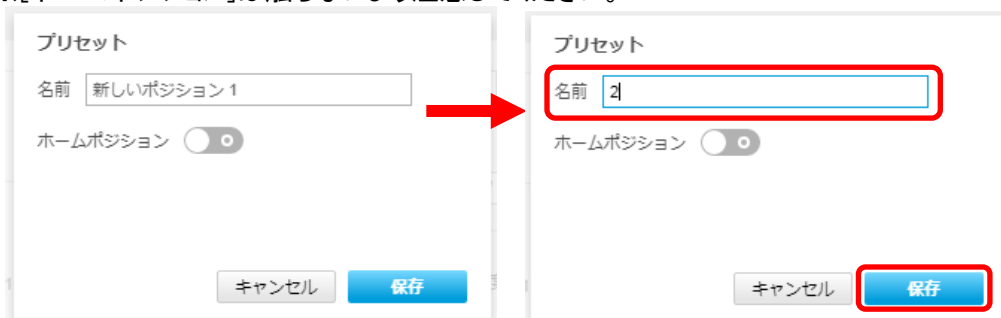 プリセット
名前 新しいポジション 1
ホームポジション
キャンセル 保存
プリセット
名前 2
ホームポジション
キャンセル 保存